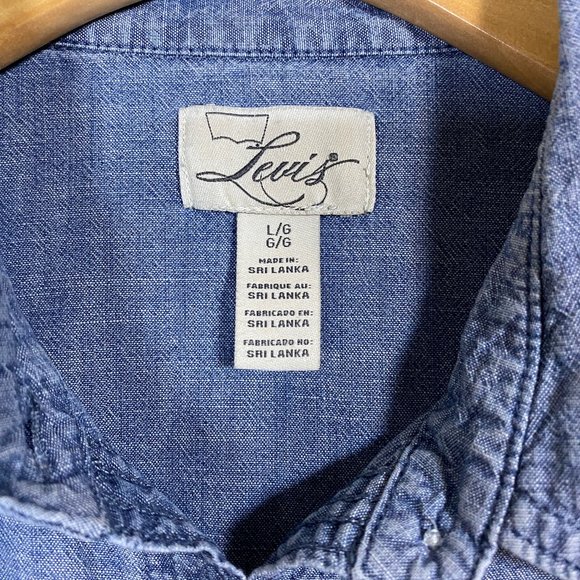 Levi's®
L/G
G/G
MADE IN:
SRI LANKA
FABRIQUE AU:
SRI LANKA
FABRICADO EN:
SRI LANKA
FABRICADO NO:
SRI LANKA